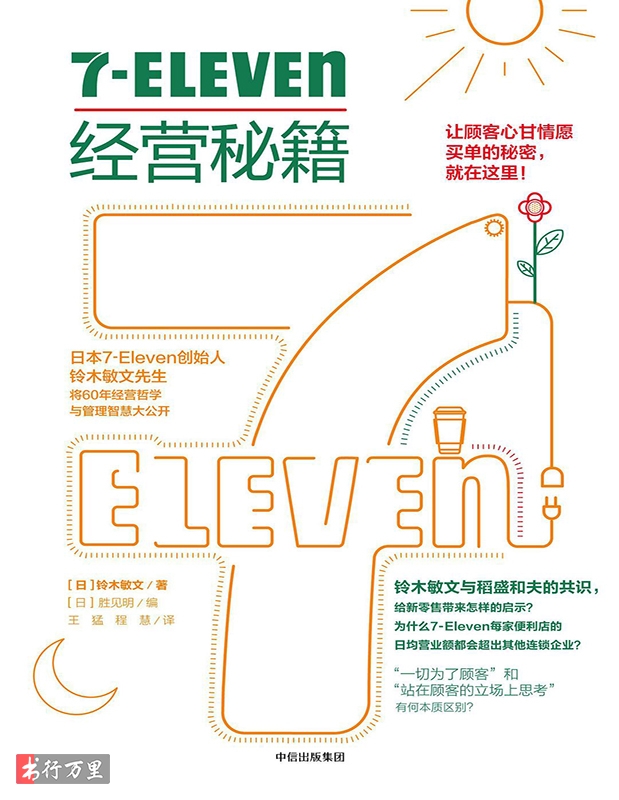 7-ELEVEn
经营秘籍
让顾客心甘情愿
买单的秘密，
就在这里！
日本7-Eleven创始人
铃木敏文先生
将60年经营哲学
与管理智慧大公开
ELEVEn
［日］铃木敏文／著
［日］胜见明／编
王 猛 程 慧／译
铃木敏文与稻盛和夫的共识，
给新零售带来怎样的启示？
为什么7-Eleven每家便利店的
日均营业额都会超出其他连锁企业？
“一切为了顾客”和
“站在顾客的立场上思考”
有何本质区别？
中信出版集团
书行万里